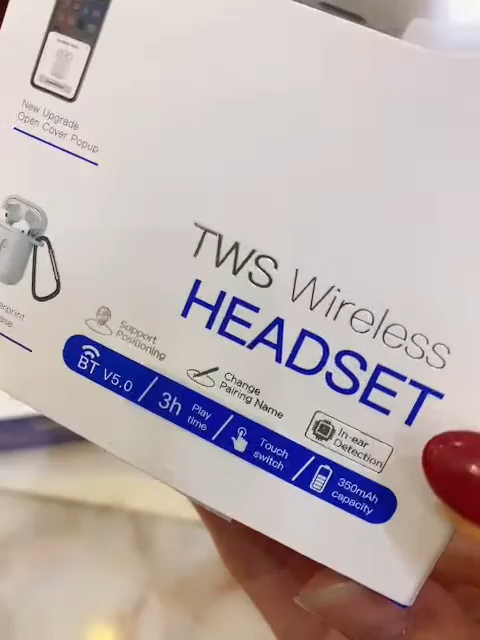 New Upgrade
Open Cover Popup
TWS Wireless
HEADSET
Support
Positioning
Change
Pairing Name
In-ear
Detection
BT V5.0
3h Play
time
Touch
switch
350mAh
capacity